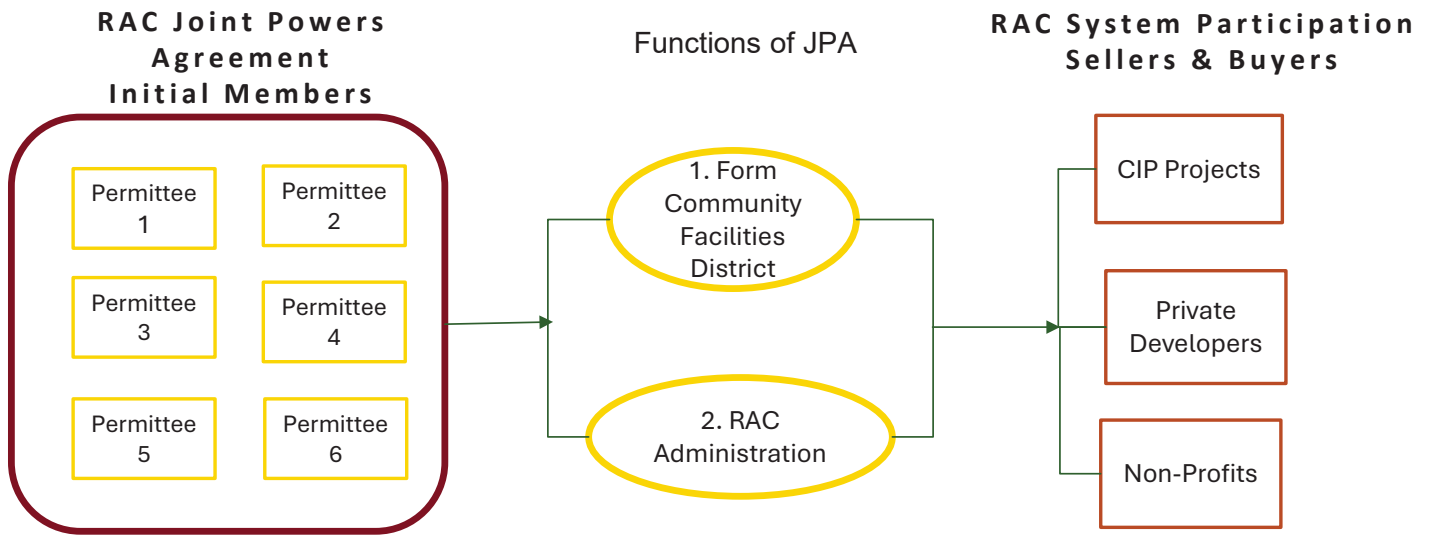 RAC Joint Powers
Agreement
Initial Members
Permittee
1
Permittee
2
Permittee
3
Permittee
4
Permittee
5
Permittee
6
Functions of JPA
1. Form
Community
Facilities
District
2. RAC
Administration
RAC System Participation
Sellers & Buyers
CIP Projects
Private
Developers
Non-Profits